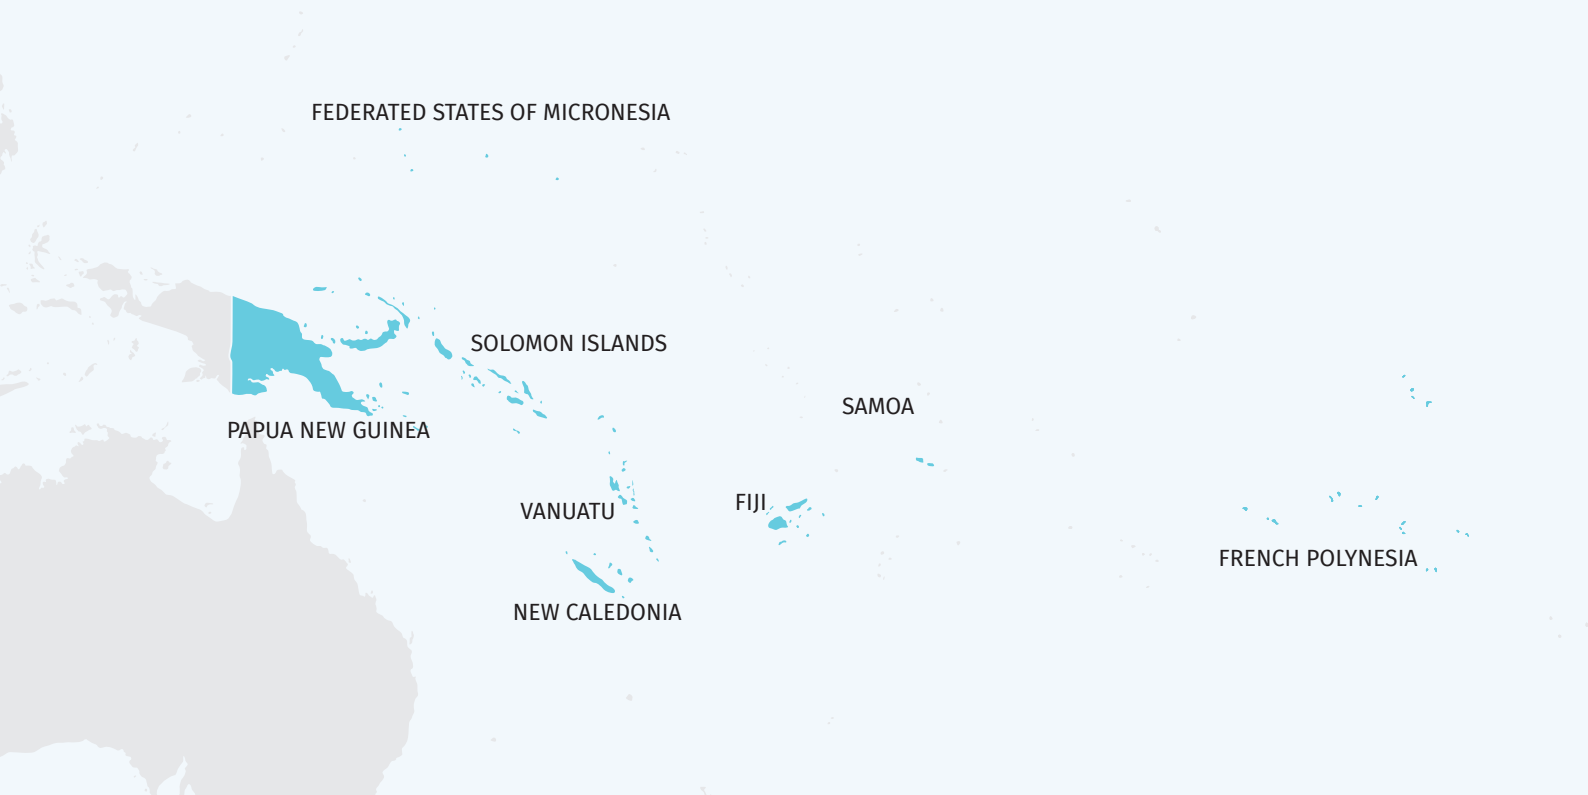 FEDERATED STATES OF MICRONESIA
SOLOMON ISLANDS
SAMOA
PAPUA NEW GUINEA
FIJI
VANUATU
FRENCH POLYNESIA
NEW CALEDONIA